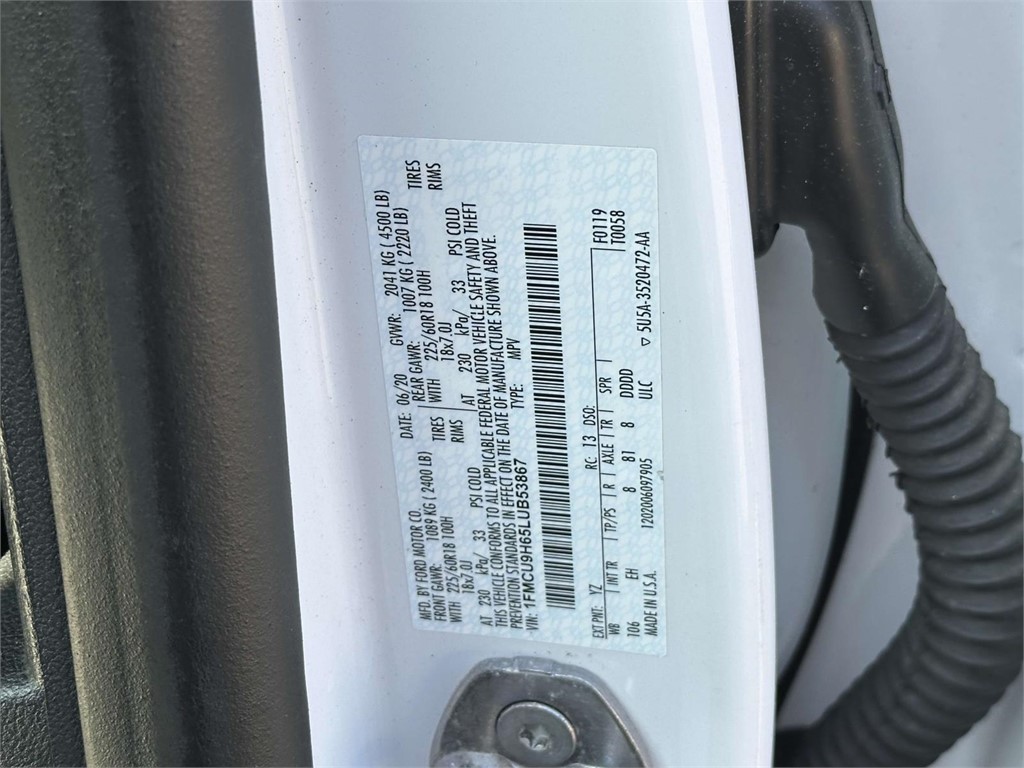 MFD. BY FORD MOTOR CO.
DATE: 06/20 GVWR: 2041 KG ( 4500 LB)
FRONT GAWR: 1089 KG ( 2400 LB) REAR GAWR: 1007 KG ( 2220 LB)
WITH 225/60R18 100H TIRES WITH 225/60R18 100H TIRES
18x7.0J RIMS 18x7.0J RIMS
AT 230 kPa/ 33 PSI COLD AT 230 kPa/ 33 PSI COLD
THIS VEHICLE CONFORMS TO ALL APPLICABLE FEDERAL MOTOR VEHICLE SAFETY AND THEFT
PREVENTION STANDARDS IN EFFECT ON THE DATE OF MANUFACTURE SHOWN ABOVE.
VIN: 1FMCU9H65LUB53867 TYPE: MPV
EXT PNT: YZ RC: 13 DSO: F0119
WB INT TR TP/PS R AXLE TR SPR T0058
106 EH 8 81 8 DDDD
MADE IN U.S.A. 1202006097905 ULC ▽ 5U5A-3520472-AA